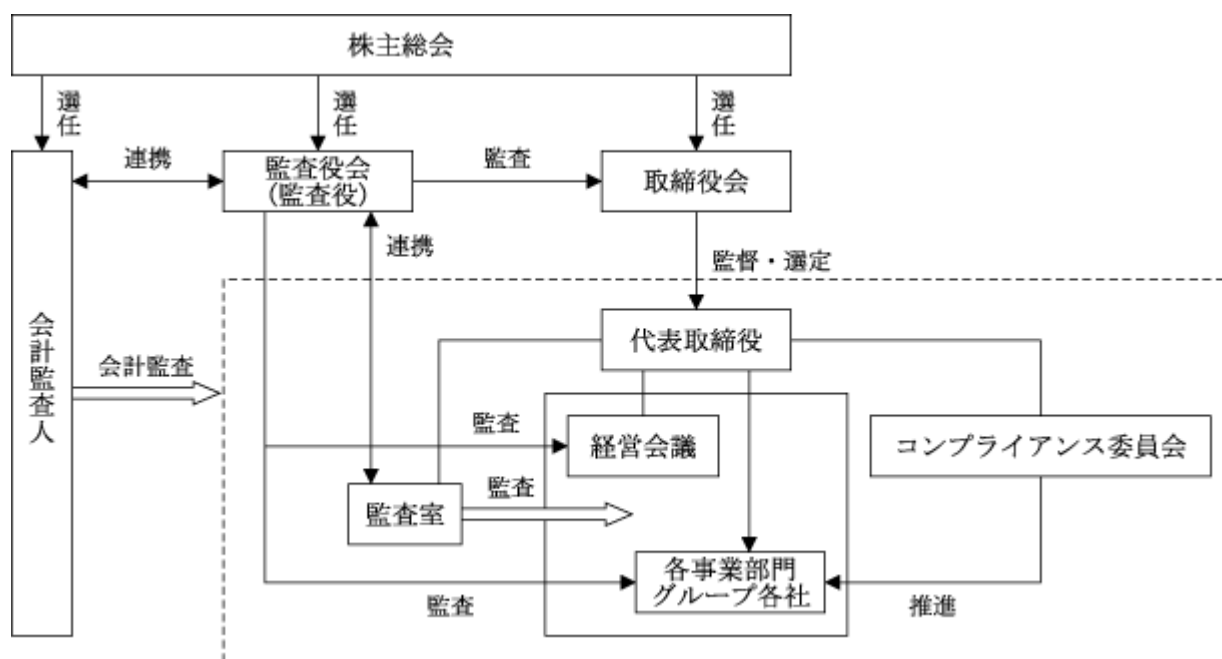 株主総会
選任
選任
選任
連携
監査役会
（監査役）
監査
取締役会
連携
監督・選定
会計監査人
会計監査
代表取締役
監査
経営会議
コンプライアンス委員会
監査室
監査
各事業部門
グループ各社
監査
推進